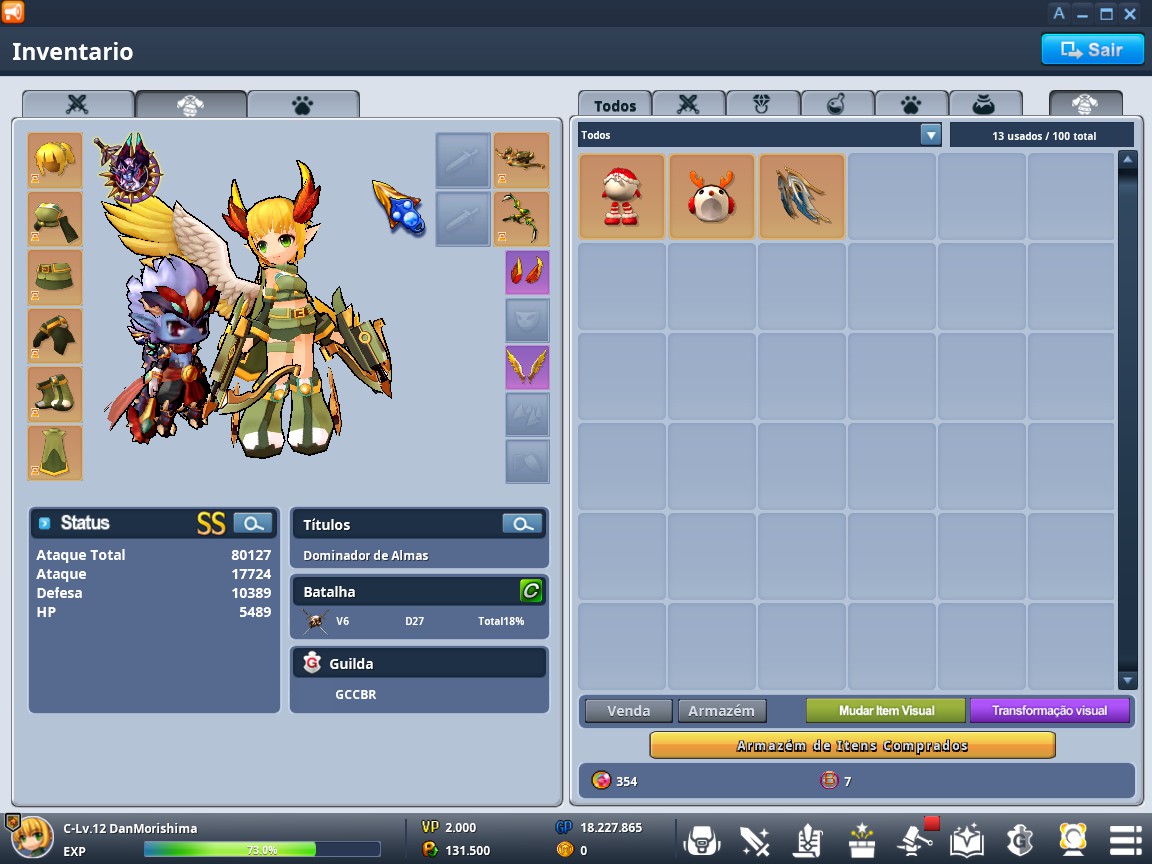 A
Inventario
Sair
Todos
Todos
13 usados / 100 total
Status SS
Ataque Total 80127
Ataque 17724
Defesa 10389
HP 5489
Títulos
Dominador de Almas
Batalha C
V6 D27 Total18%
G Guilda
GCCBR
Venda Armazém Mudar Item Visual Transformação visual
Armazém de Itens Comprados
354 7
C-Lv.12 DanMorishima
EXP 73.0%
VP 2.000 GP 18.227.865
P 131.500 0
G